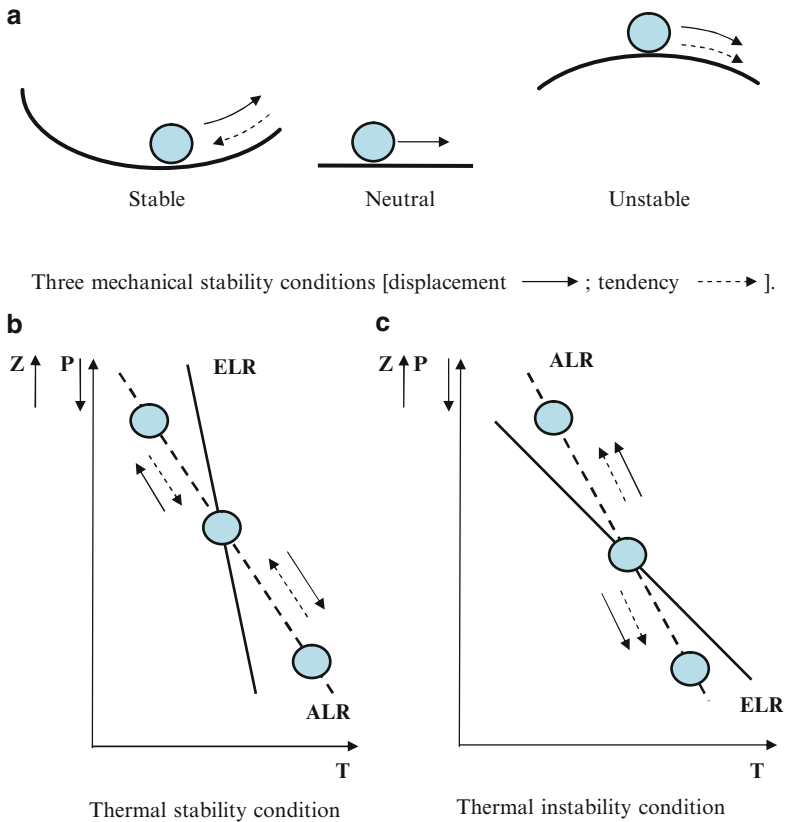 a
Stable
Neutral
Unstable
Three mechanical stability conditions [displacement ; tendency ].
b
c
Z P
ELR
Z P
ALR
ALR
ELR
T
T
Thermal stability condition
Thermal instability condition